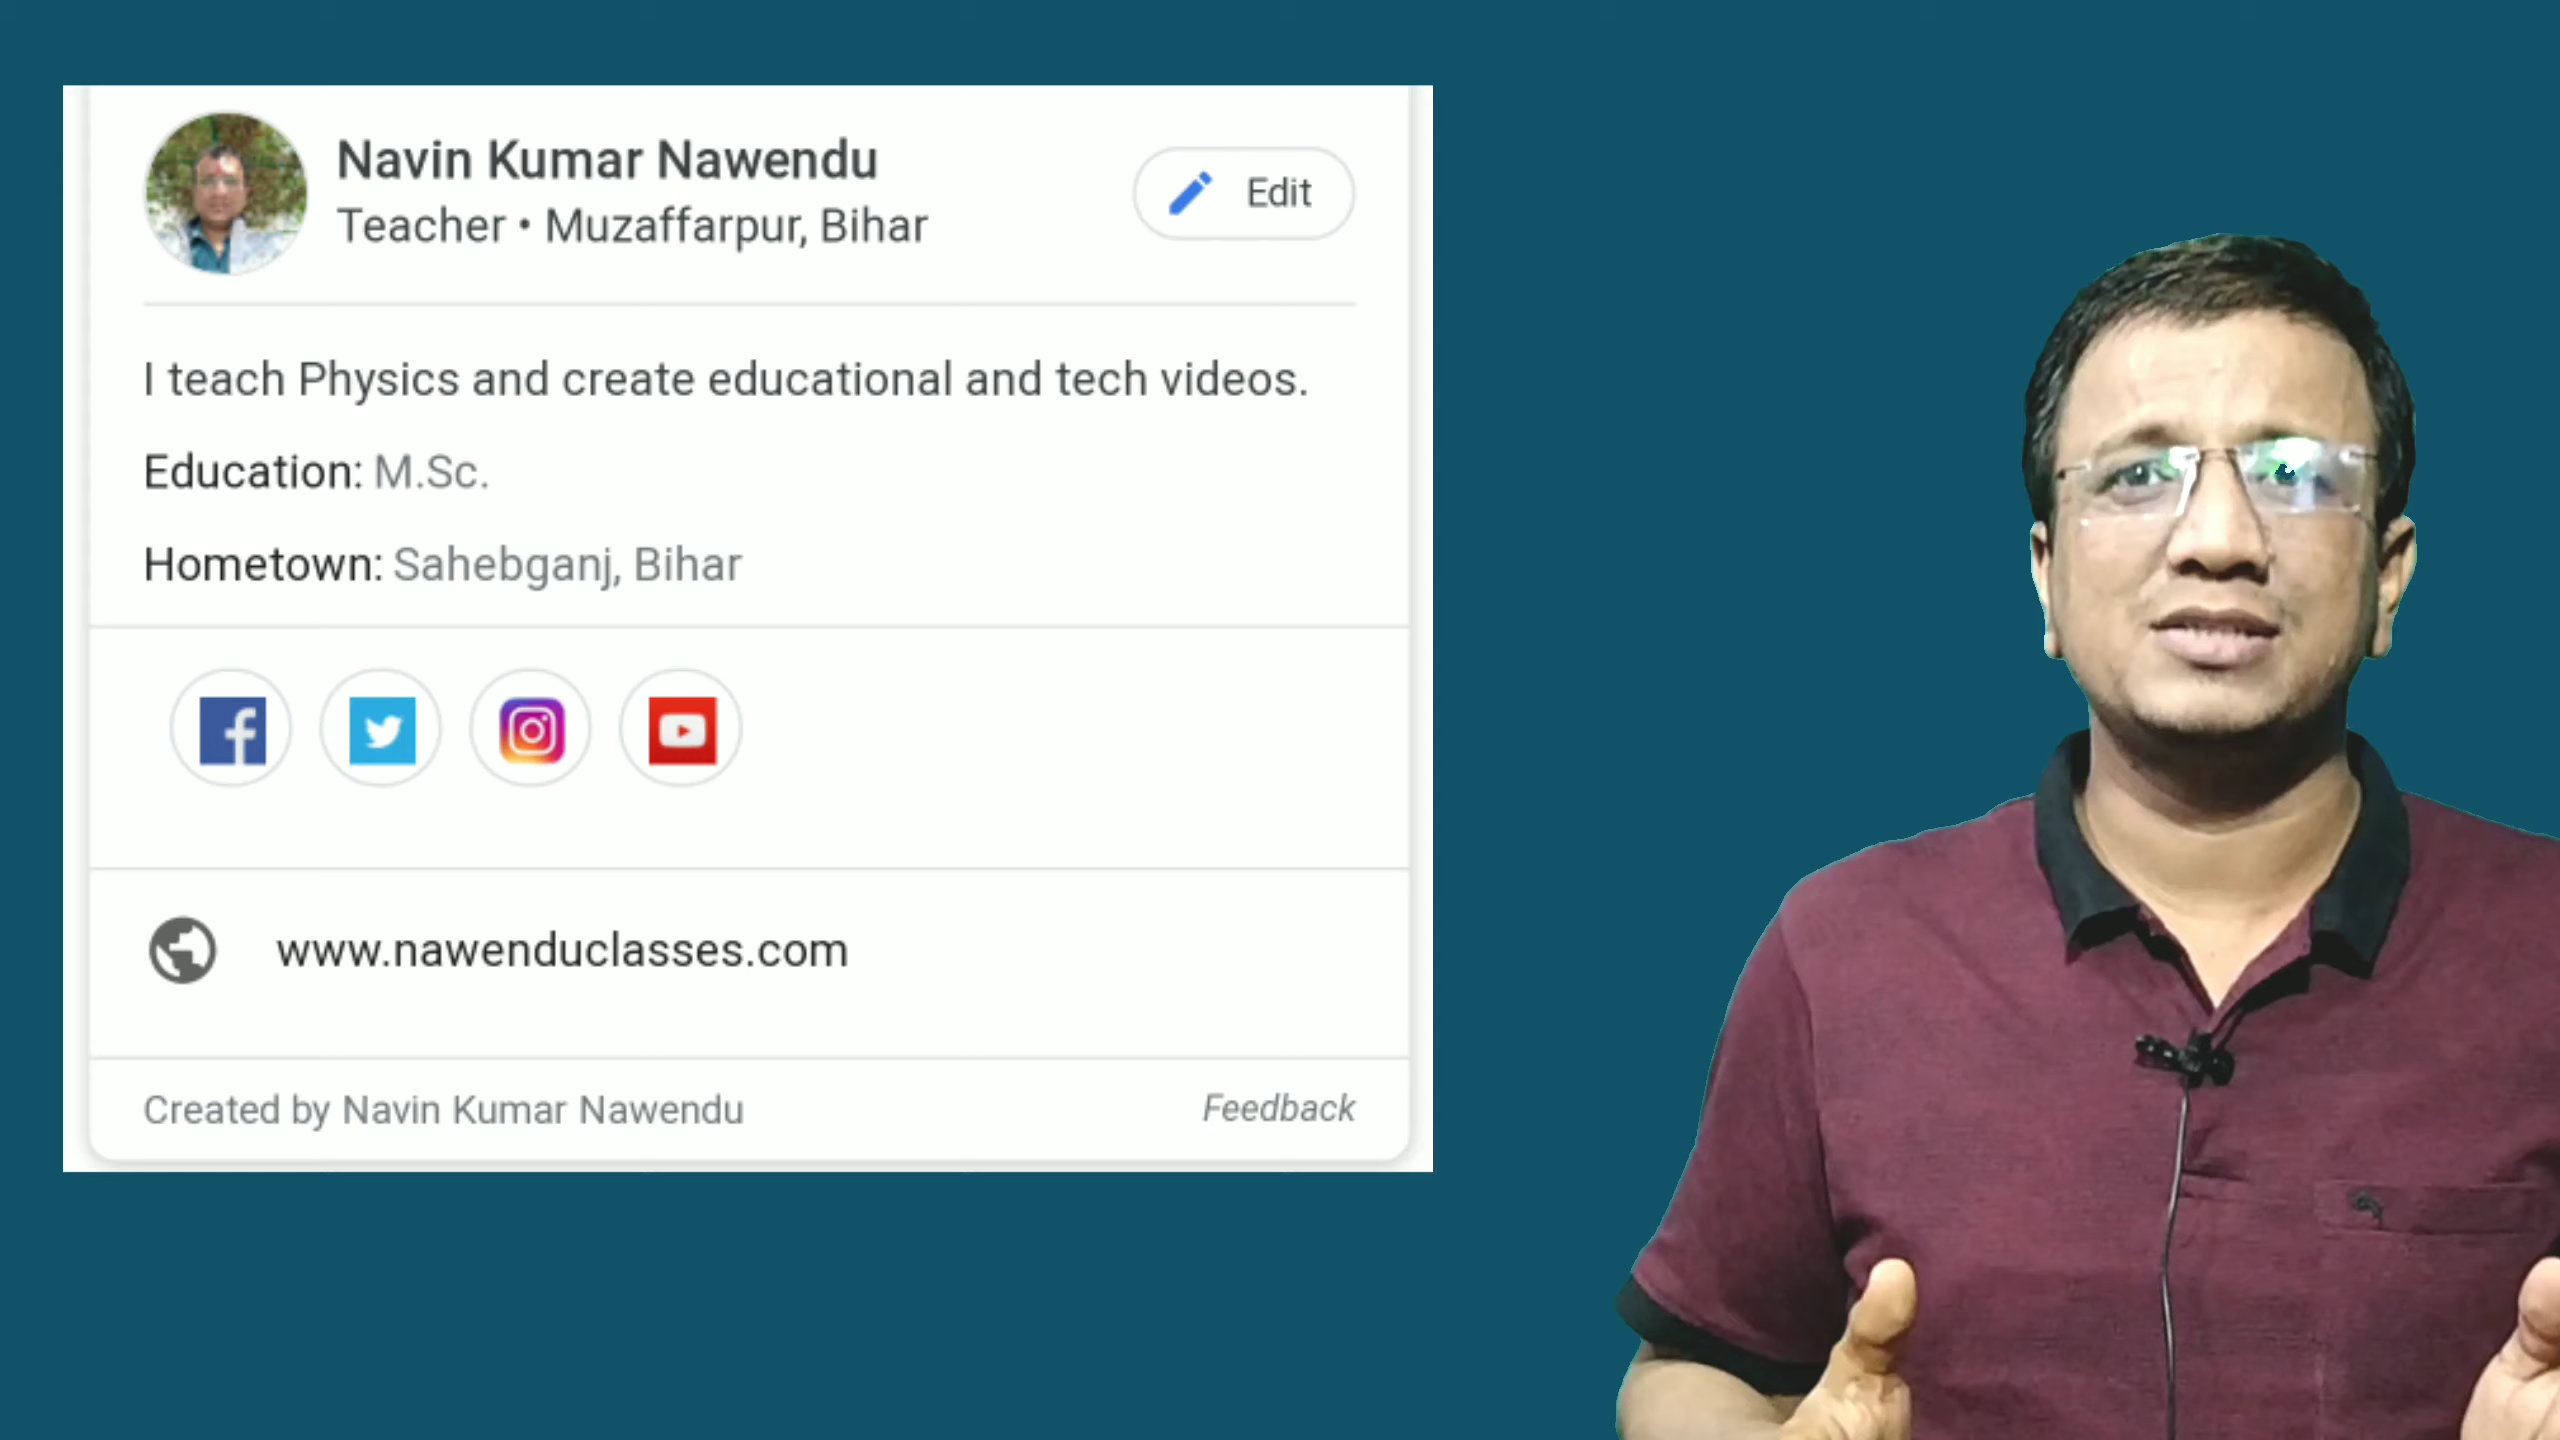 Navin Kumar Nawendu
Teacher • Muzaffarpur, Bihar
Edit
I teach Physics and create educational and tech videos.
Education: M.Sc.
Hometown: Sahebganj, Bihar
www.nawenduclasses.com
Created by Navin Kumar Nawendu
Feedback